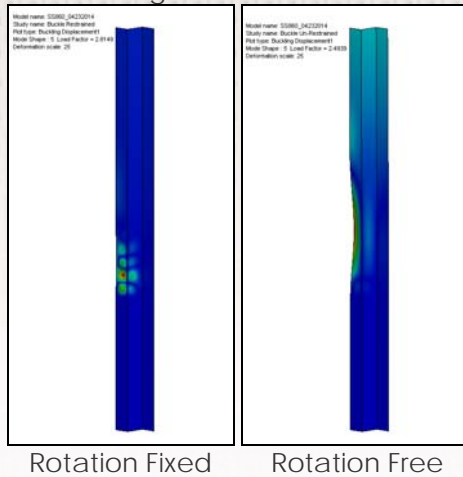 Model name: SS860_04232014
Study name: Buckle Restrained
Plot type: Buckling Displacement1
Mode Shape : 5 Load Factor = 2.9149
Deformation scale: 25
Model name: SS860_04232014
Study name: Buckle Un-Restrained
Plot type: Buckling Displacement1
Mode Shape : 5 Load Factor = 2.4939
Deformation scale: 25
Rotation Fixed
Rotation Free